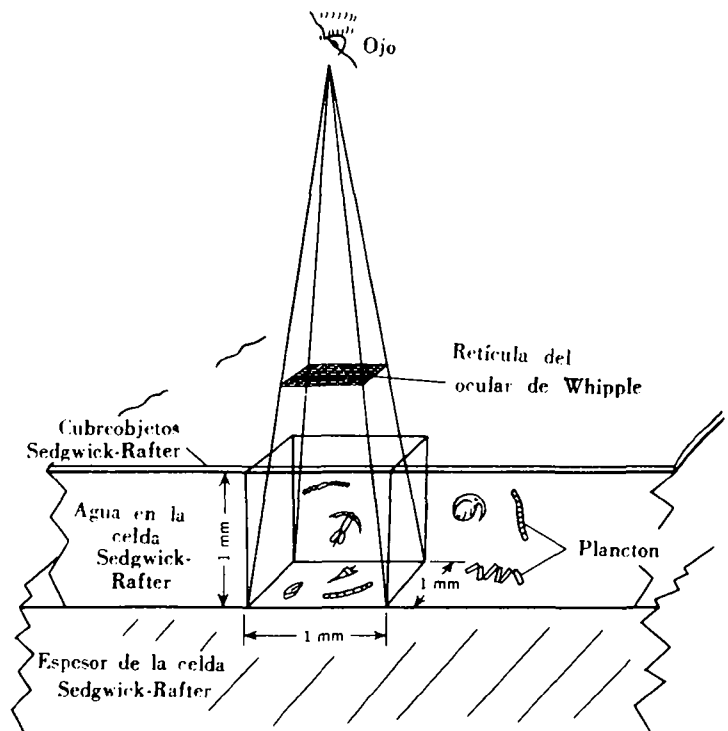 Ojo
Retícula del
ocular de Whipple
Cubreobjetos
Sedgwick-Rafter
Agua en la
celda
Sedgwick-
Rafter
1 mm
Plancton
1 mm
1 mm
Espesor de la celda
Sedgwick-Rafter